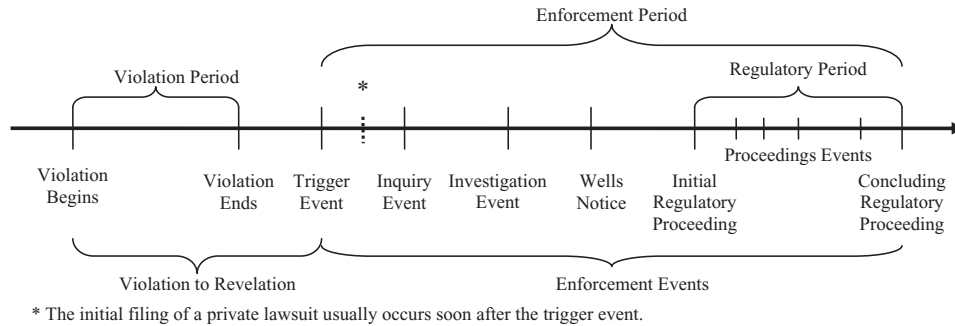 Enforcement Period
Violation Period
*
Regulatory Period
Proceedings Events
Violation
Begins
Violation
Ends
Trigger
Event
Inquiry
Event
Investigation
Event
Wells
Notice
Initial
Regulatory
Proceeding
Concluding
Regulatory
Proceeding
Violation to Revelation
Enforcement Events
* The initial filing of a private lawsuit usually occurs soon after the trigger event.